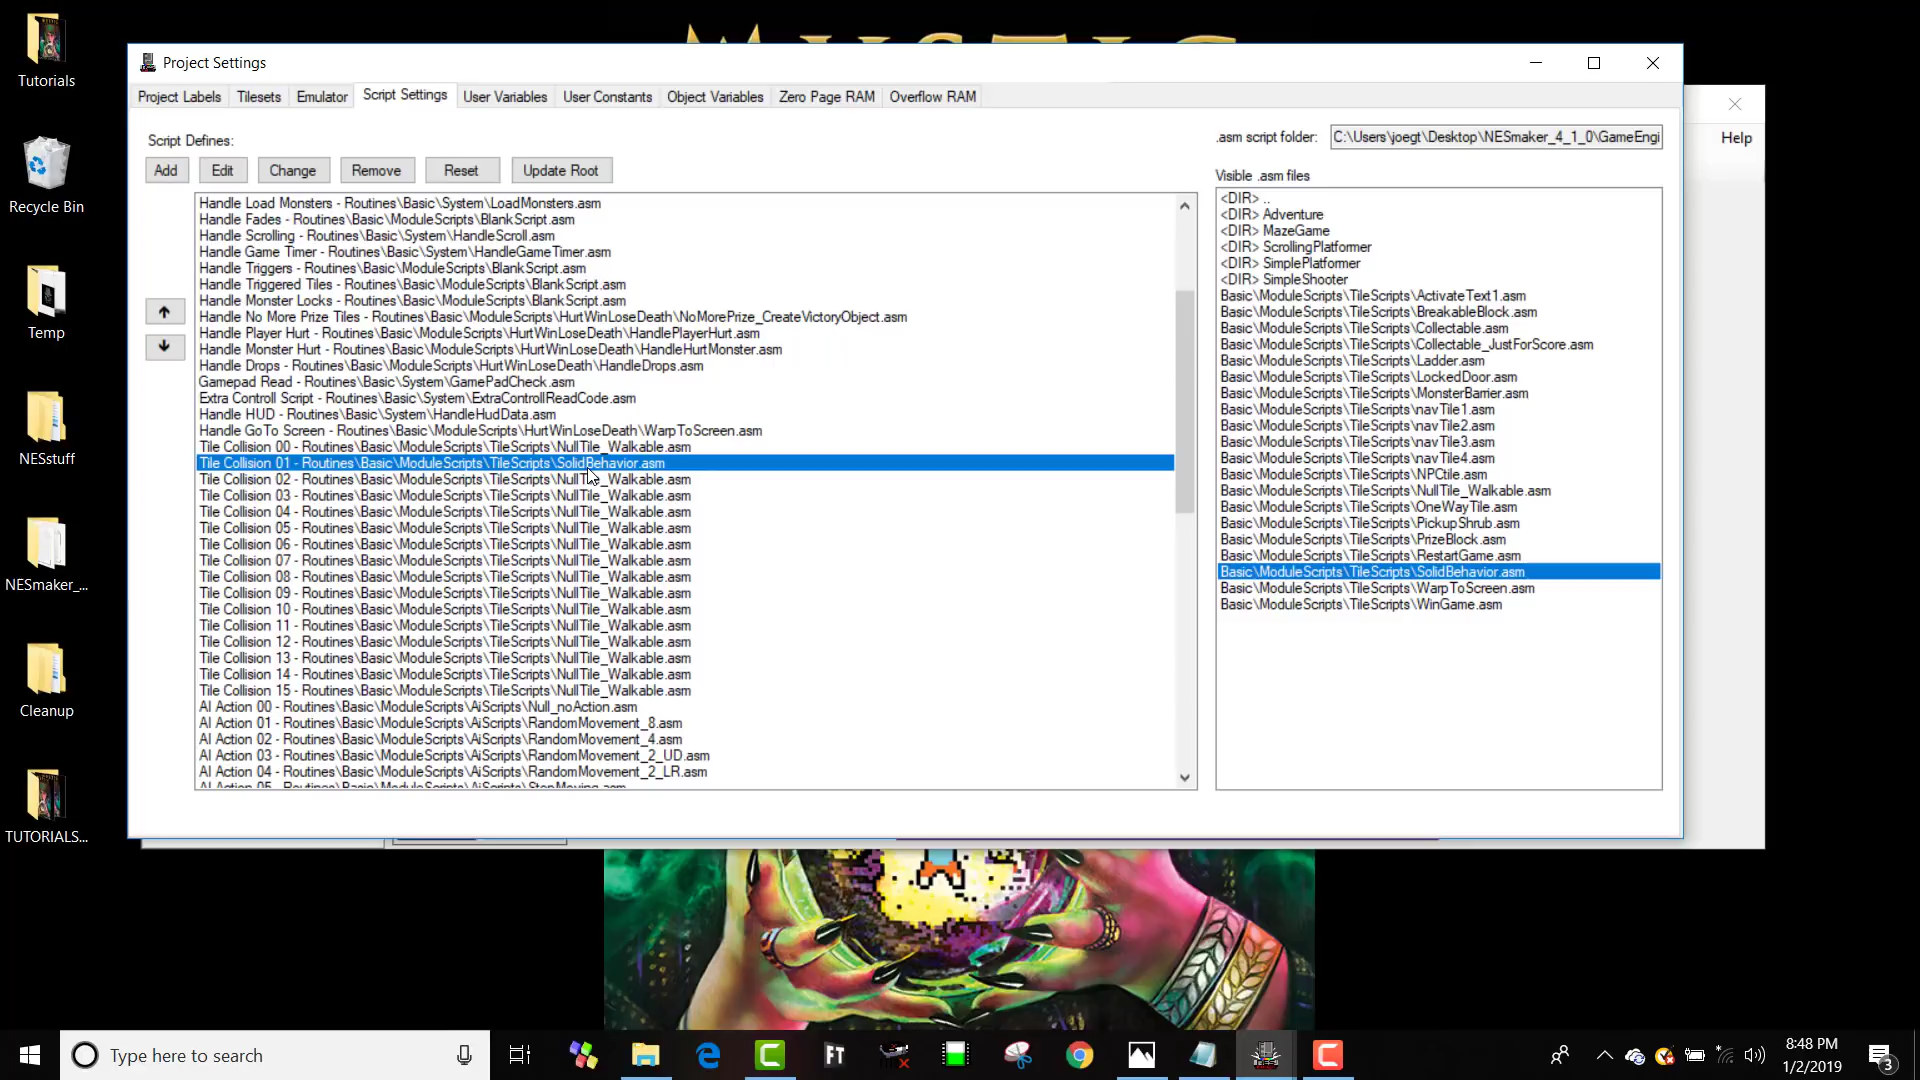 Tutorials
Recycle Bin
Temp
NESstuff
NESmaker_...
Cleanup
TUTORIALS...
Project Settings
Project Labels
Tilesets
Emulator
Script Settings
User Variables
User Constants
Object Variables
Zero Page RAM
Overflow RAM
Help
Script Defines:
Add
Edit
Change
Remove
Reset
Update Root
Handle Load Monsters - Routines\Basic\System\LoadMonsters.asm
Handle Fades - Routines\Basic\ModuleScripts\BlankScript.asm
Handle Scrolling - Routines\Basic\System\HandleScroll.asm
Handle Game Timer - Routines\Basic\System\HandleGameTimer.asm
Handle Triggers - Routines\Basic\ModuleScripts\BlankScript.asm
Handle Triggered Tiles - Routines\Basic\ModuleScripts\BlankScript.asm
Handle Monster Locks - Routines\Basic\ModuleScripts\BlankScript.asm
Handle No More Prize Tiles - Routines\Basic\ModuleScripts\HurtWinLoseDeath\NoMorePrize_CreateVictoryObject.asm
Handle Player Hurt - Routines\Basic\ModuleScripts\HurtWinLoseDeath\HandlePlayerHurt.asm
Handle Monster Hurt - Routines\Basic\ModuleScripts\HurtWinLoseDeath\HandleHurtMonster.asm
Handle Drops - Routines\Basic\ModuleScripts\HurtWinLoseDeath\HandleDrops.asm
Gamepad Read - Routines\Basic\System\GamePadCheck.asm
Extra Controll Script - Routines\Basic\System\ExtraControllReadCode.asm
Handle HUD - Routines\Basic\System\HandleHudData.asm
Handle GoTo Screen - Routines\Basic\ModuleScripts\HurtWinLoseDeath\WarpToScreen.asm
Tile Collision 00 - Routines\Basic\ModuleScripts\TileScripts\NullTile_Walkable.asm
Tile Collision 01 - Routines\Basic\ModuleScripts\TileScripts\SolidBehavior.asm
Tile Collision 02 - Routines\Basic\ModuleScripts\TileScripts\NullTile_Walkable.asm
Tile Collision 03 - Routines\Basic\ModuleScripts\TileScripts\NullTile_Walkable.asm
Tile Collision 04 - Routines\Basic\ModuleScripts\TileScripts\NullTile_Walkable.asm
Tile Collision 05 - Routines\Basic\ModuleScripts\TileScripts\NullTile_Walkable.asm
Tile Collision 06 - Routines\Basic\ModuleScripts\TileScripts\NullTile_Walkable.asm
Tile Collision 07 - Routines\Basic\ModuleScripts\TileScripts\NullTile_Walkable.asm
Tile Collision 08 - Routines\Basic\ModuleScripts\TileScripts\NullTile_Walkable.asm
Tile Collision 09 - Routines\Basic\ModuleScripts\TileScripts\NullTile_Walkable.asm
Tile Collision 10 - Routines\Basic\ModuleScripts\TileScripts\NullTile_Walkable.asm
Tile Collision 11 - Routines\Basic\ModuleScripts\TileScripts\NullTile_Walkable.asm
Tile Collision 12 - Routines\Basic\ModuleScripts\TileScripts\NullTile_Walkable.asm
Tile Collision 13 - Routines\Basic\ModuleScripts\TileScripts\NullTile_Walkable.asm
Tile Collision 14 - Routines\Basic\ModuleScripts\TileScripts\NullTile_Walkable.asm
Tile Collision 15 - Routines\Basic\ModuleScripts\TileScripts\NullTile_Walkable.asm
AI Action 00 - Routines\Basic\ModuleScripts\AiScripts\Null_noAction.asm
AI Action 01 - Routines\Basic\ModuleScripts\AiScripts\RandomMovement_8.asm
AI Action 02 - Routines\Basic\ModuleScripts\AiScripts\RandomMovement_4.asm
AI Action 03 - Routines\Basic\ModuleScripts\AiScripts\RandomMovement_2_UD.asm
AI Action 04 - Routines\Basic\ModuleScripts\AiScripts\RandomMovement_2_LR.asm
AI Action 05 - Routines\Basic\ModuleScripts\AiScripts\StopMoving.asm
.asm script folder:
C:\Users\joegt\Desktop\NESmaker_4_1_0\GameEngi
Visible .asm files
<DIR> ..
<DIR> Adventure
<DIR> MazeGame
<DIR> ScrollingPlatformer
<DIR> SimplePlatformer
<DIR> SimpleShooter
Basic\ModuleScripts\TileScripts\ActivateText1.asm
Basic\ModuleScripts\TileScripts\BreakableBlock.asm
Basic\ModuleScripts\TileScripts\Collectable.asm
Basic\ModuleScripts\TileScripts\Collectable_JustForScore.asm
Basic\ModuleScripts\TileScripts\Ladder.asm
Basic\ModuleScripts\TileScripts\LockedDoor.asm
Basic\ModuleScripts\TileScripts\MonsterBarrier.asm
Basic\ModuleScripts\TileScripts\navTile1.asm
Basic\ModuleScripts\TileScripts\navTile2.asm
Basic\ModuleScripts\TileScripts\navTile3.asm
Basic\ModuleScripts\TileScripts\navTile4.asm
Basic\ModuleScripts\TileScripts\NPCtile.asm
Basic\ModuleScripts\TileScripts\NullTile_Walkable.asm
Basic\ModuleScripts\TileScripts\OneWayTile.asm
Basic\ModuleScripts\TileScripts\PickupShrub.asm
Basic\ModuleScripts\TileScripts\PrizeBlock.asm
Basic\ModuleScripts\TileScripts\RestartGame.asm
Basic\ModuleScripts\TileScripts\SolidBehavior.asm
Basic\ModuleScripts\TileScripts\WarpToScreen.asm
Basic\ModuleScripts\TileScripts\WinGame.asm
Type here to search
FT
8:48 PM
1/2/2019
3